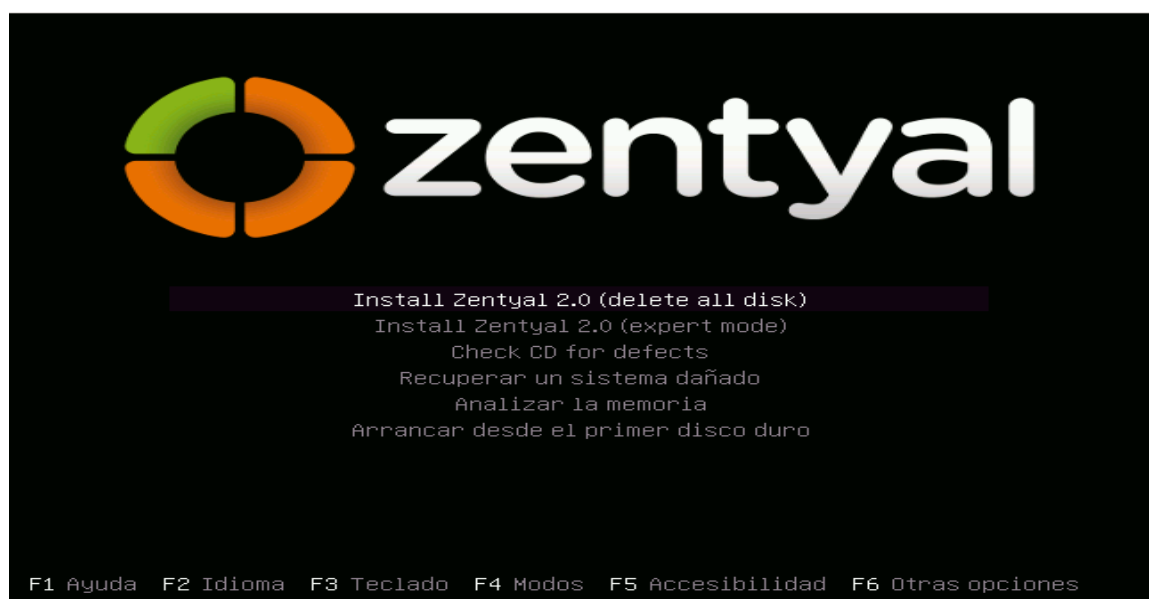 zentyal
Install Zentyal 2.0 (delete all disk)
Install Zentyal 2.0 (expert mode)
Check CD for defects
Recuperar un sistema dañado
Analizar la memoria
Arrancar desde el primer disco duro
F1 Ayuda F2 Idioma F3 Teclado F4 Modos F5 Accesibilidad F6 Otras opciones